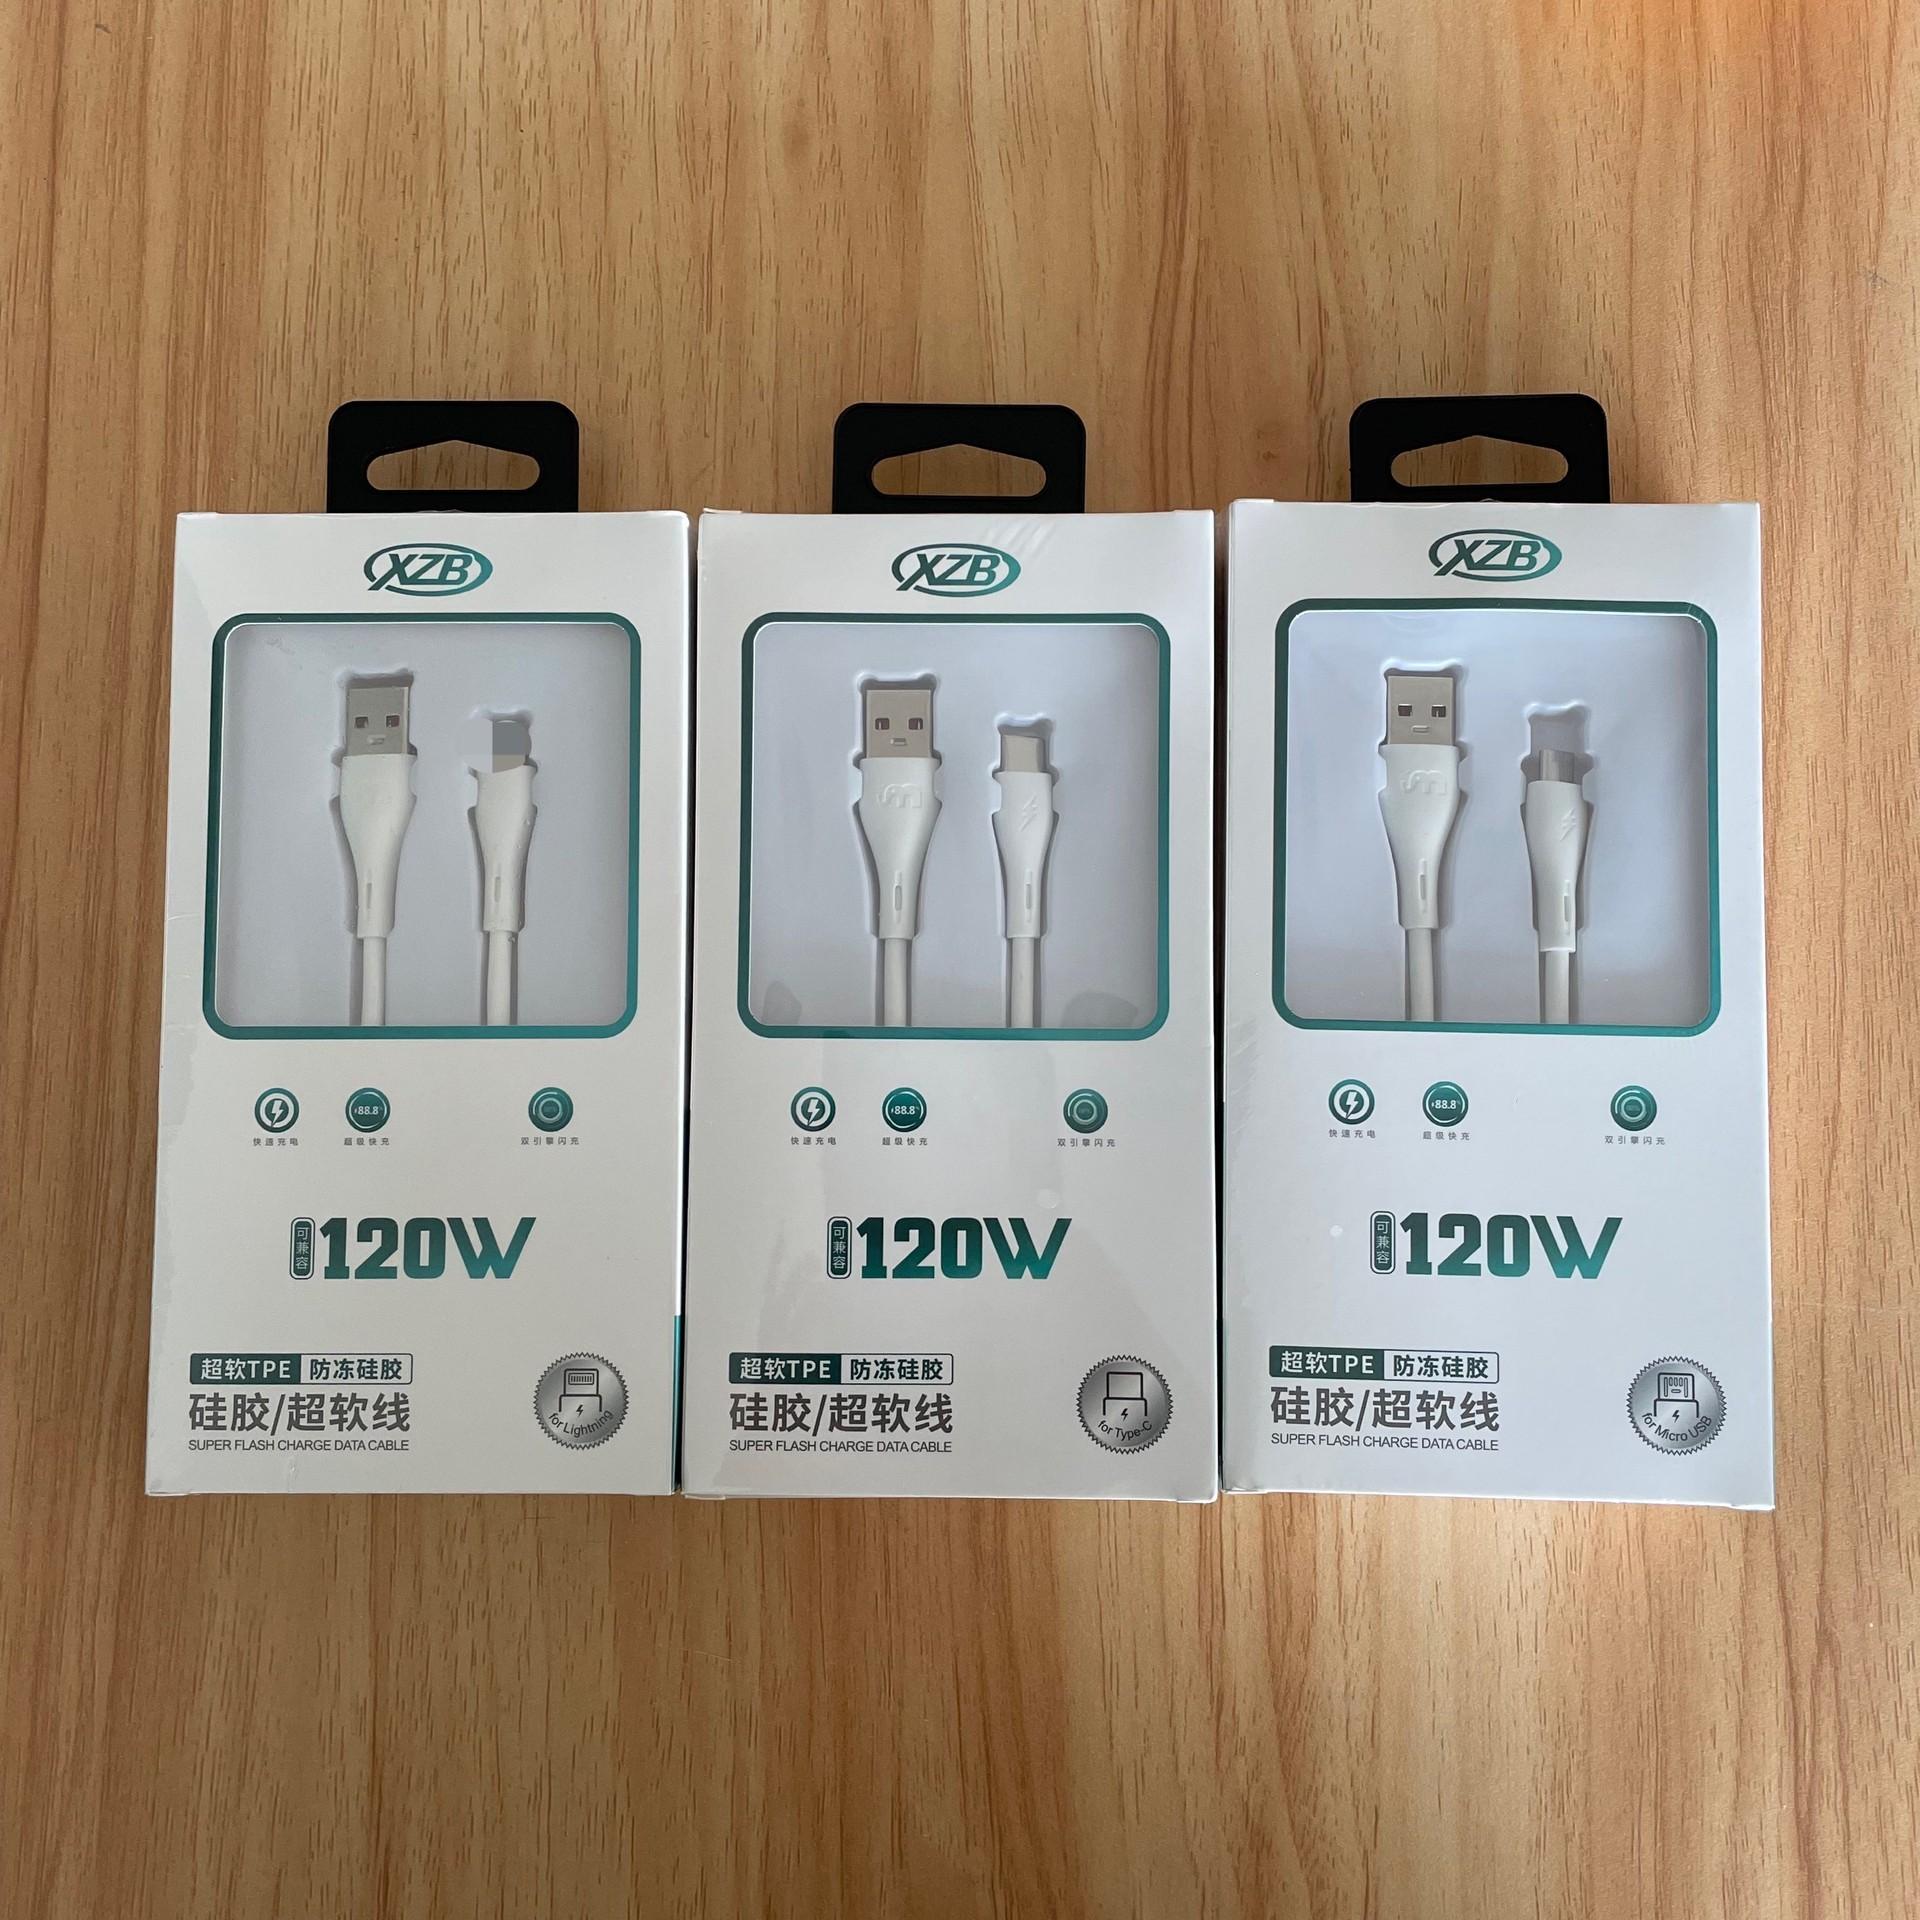 XZB
快速充电
+88.8%
超级快充
双引擎闪充
可兼容
120W
超软TPE 防冻硅胶
硅胶/超软线
SUPER FLASH CHARGE DATA CABLE
for Lightning
XZB
快速充电
+88.8%
超级快充
双引擎闪充
可兼容
120W
超软TPE 防冻硅胶
硅胶/超软线
SUPER FLASH CHARGE DATA CABLE
for Type-C
XZB
快速充电
+88.8%
超级快充
双引擎闪充
可兼容
120W
超软TPE 防冻硅胶
硅胶/超软线
SUPER FLASH CHARGE DATA CABLE
for Micro USB